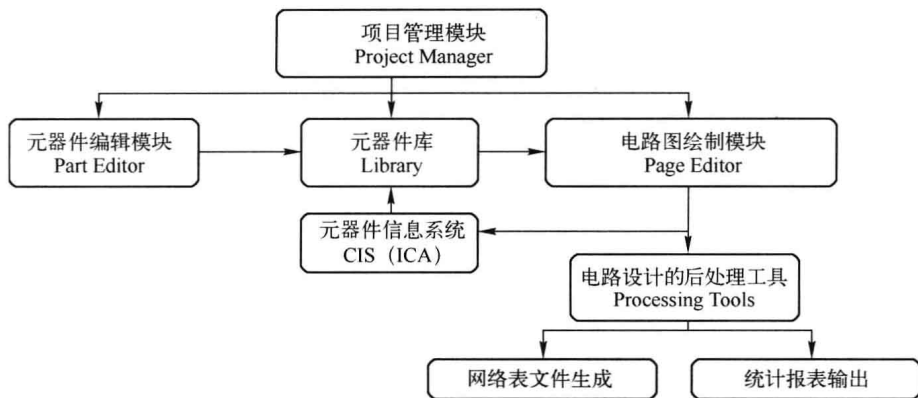 项目管理模块
Project Manager
元器件编辑模块
Part Editor
元器件库
Library
电路图绘制模块
Page Editor
元器件信息系统
CIS（ICA）
电路设计的后处理工具
Processing Tools
网络表文件生成
统计报表输出